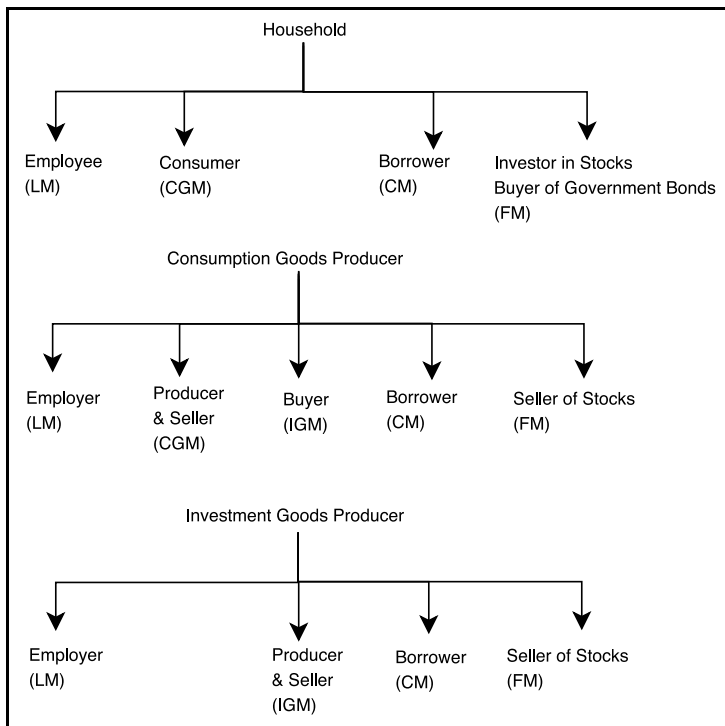 Household
Employee
(LM)
Consumer
(CGM)
Borrower
(CM)
Investor in Stocks
Buyer of Government Bonds
(FM)
Consumption Goods Producer
Employer
(LM)
Producer
& Seller
(CGM)
Buyer
(IGM)
Borrower
(CM)
Seller of Stocks
(FM)
Investment Goods Producer
Employer
(LM)
Producer
& Seller
(IGM)
Borrower
(CM)
Seller of Stocks
(FM)